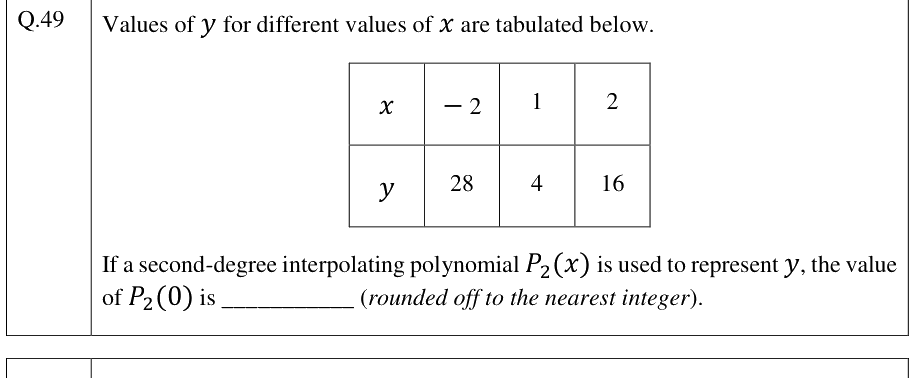 Q.49 Values of y for different values of x are tabulated below.
x − 2 1 2
y 28 4 16
If a second-degree interpolating polynomial P₂(x) is used to represent y, the value
of P₂(0) is ___________ (rounded off to the nearest integer).